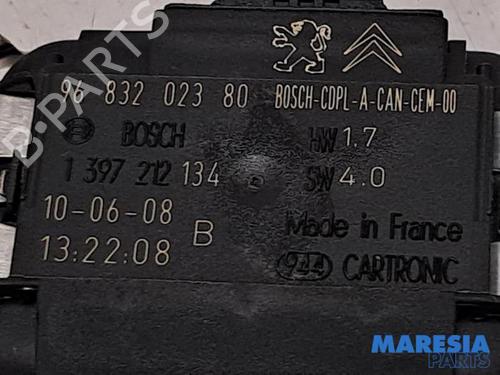 96 832 023 80 BOSCH-CDPL-A-CAN-CEM-00
BOSCH HW 1.7
1 397 212 134 SW 4.0
10-06-08
13:22:08 B
Made in France
944 CARTRONIC
B-PARTS
MARESIA
PARTS